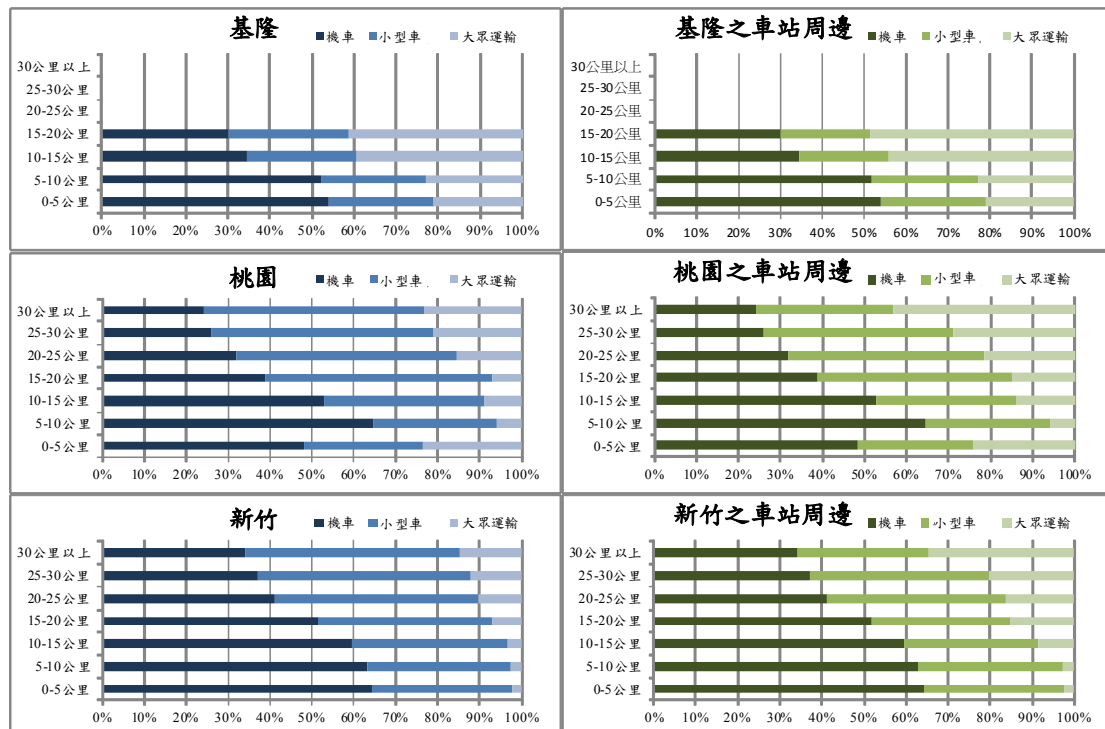 基隆
機車 小型車. 大眾運輸
30公里以上
25-30公里
20-25公里
15-20公里
10-15公里
5-10公里
0-5公里
0% 10% 20% 30% 40% 50% 60% 70% 80% 90% 100%
基隆之車站周邊
機車 小型車. 大眾運輸
30公里以上
25-30公里
20-25公里
15-20公里
10-15公里
5-10公里
0-5公里
0% 10% 20% 30% 40% 50% 60% 70% 80% 90% 100%
桃園
機車 小型車. 大眾運輸
30公里以上
25-30公里
20-25公里
15-20公里
10-15公里
5-10公里
0-5公里
0% 10% 20% 30% 40% 50% 60% 70% 80% 90% 100%
桃園之車站周邊
機車 小型車 大眾運輸
30公里以上
25-30公里
20-25公里
15-20公里
10-15公里
5-10公里
0-5公里
0% 10% 20% 30% 40% 50% 60% 70% 80% 90% 100%
新竹
機車 小型車 大眾運輸
30公里以上
25-30公里
20-25公里
15-20公里
10-15公里
5-10公里
0-5公里
0% 10% 20% 30% 40% 50% 60% 70% 80% 90% 100%
新竹之車站周邊
機車 小型車 大眾運輸
30公里以上
25-30公里
20-25公里
15-20公里
10-15公里
5-10公里
0-5公里
0% 10% 20% 30% 40% 50% 60% 70% 80% 90% 100%